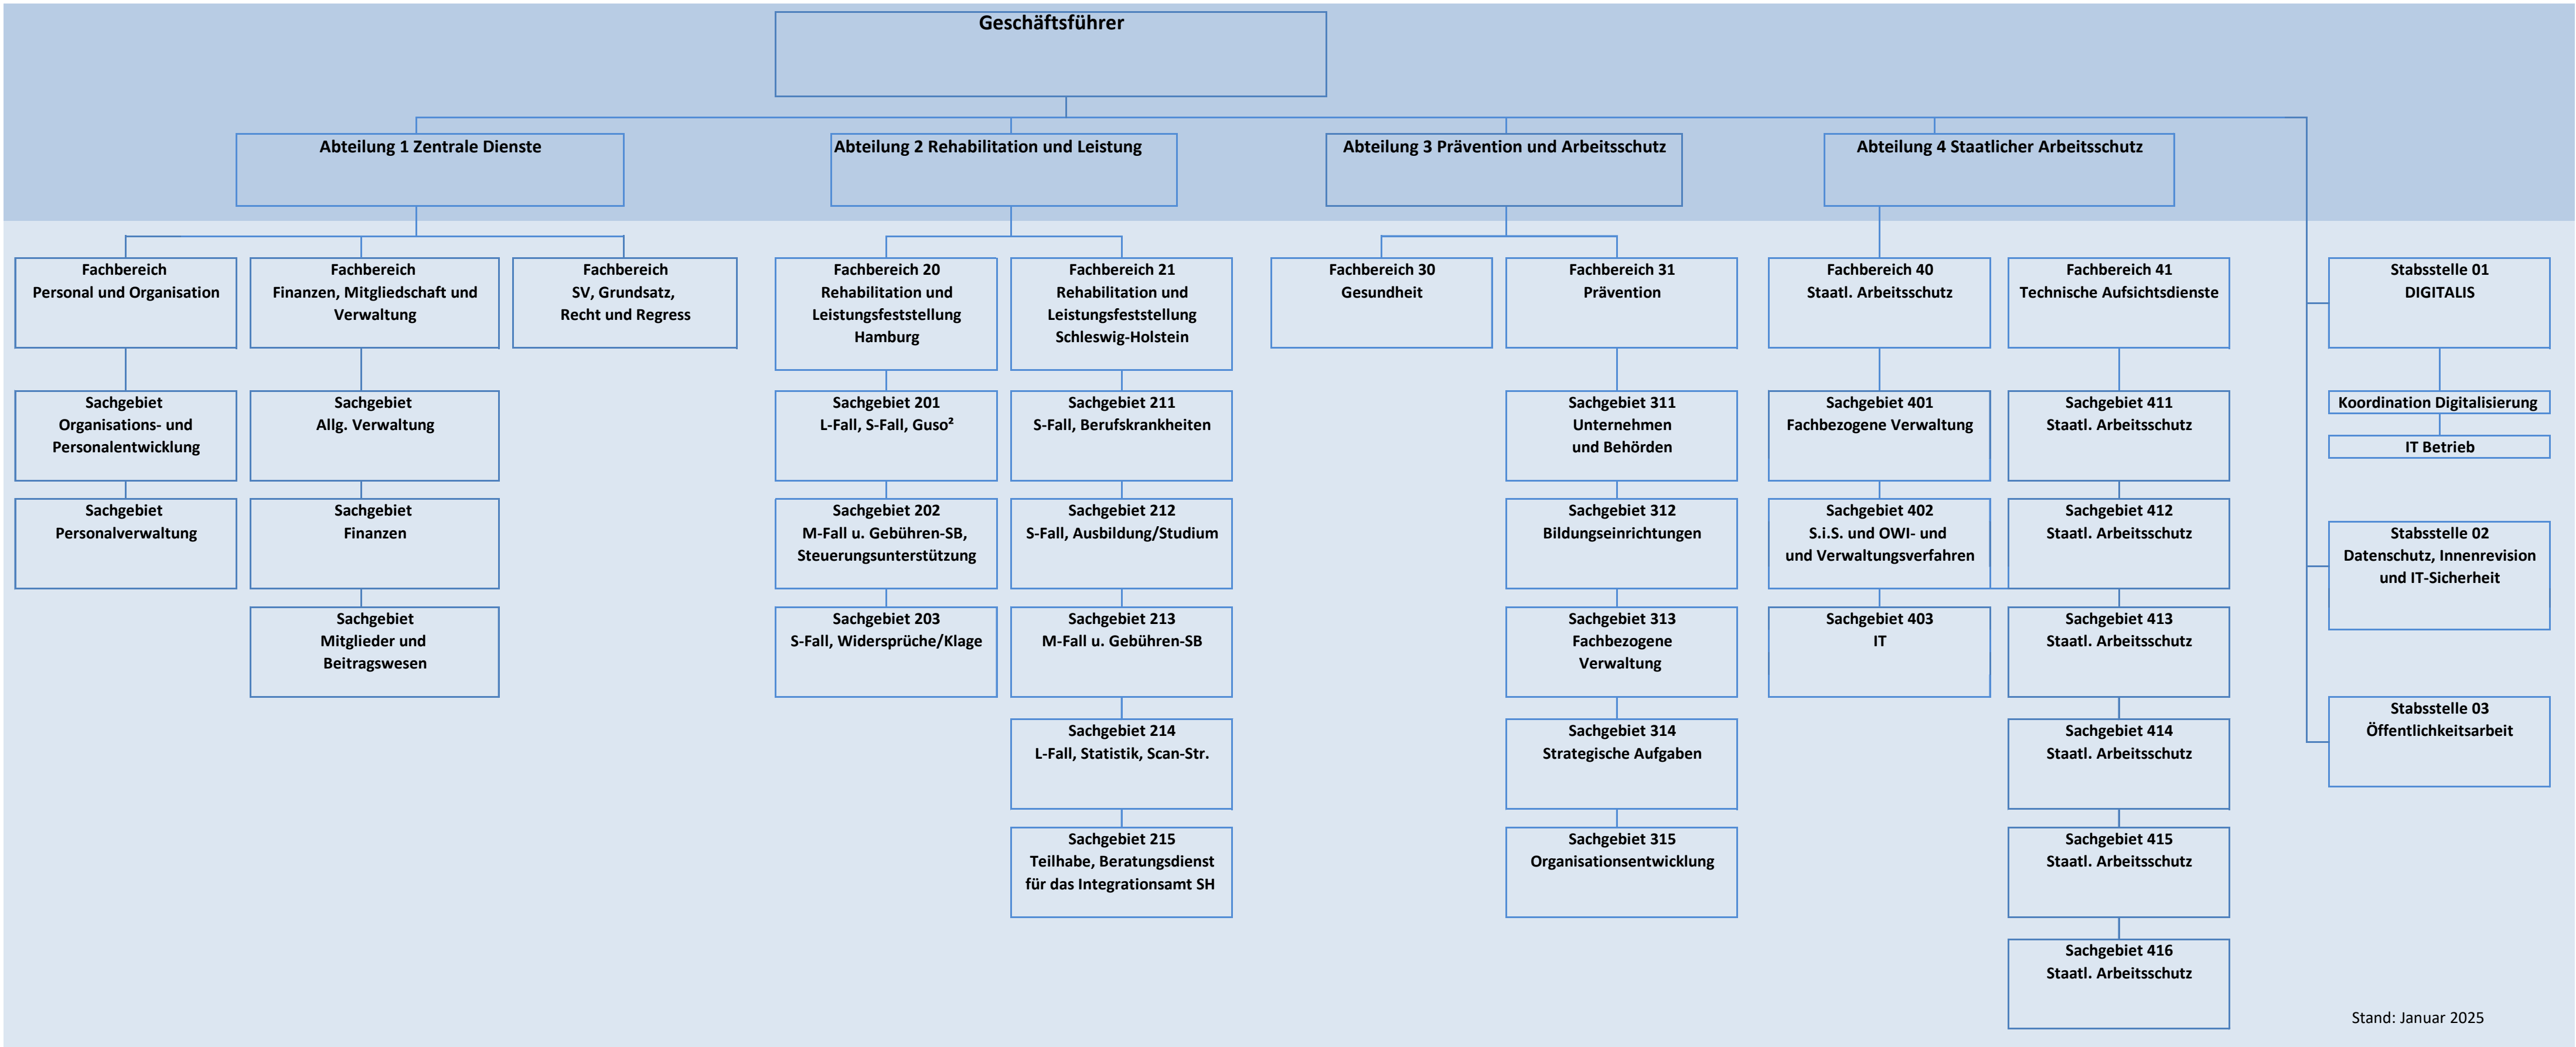 Geschäftsführer
Abteilung 1 Zentrale Dienste
Abteilung 2 Rehabilitation und Leistung
Abteilung 3 Prävention und Arbeitsschutz
Abteilung 4 Staatlicher Arbeitsschutz
Fachbereich
Personal und Organisation
Sachgebiet
Organisations- und
Personalentwicklung
Sachgebiet
Personalverwaltung
Fachbereich
Finanzen, Mitgliedschaft und
Verwaltung
Sachgebiet
Allg. Verwaltung
Sachgebiet
Finanzen
Sachgebiet
Mitglieder und
Beitragswesen
Fachbereich
SV, Grundsatz,
Recht und Regress
Fachbereich 20
Rehabilitation und
Leistungsfeststellung
Hamburg
Sachgebiet 201
L-Fall, S-Fall, Guso²
Sachgebiet 202
M-Fall u. Gebühren-SB,
Steuerungsunterstützung
Sachgebiet 203
S-Fall, Widersprüche/Klage
Fachbereich 21
Rehabilitation und
Leistungsfeststellung
Schleswig-Holstein
Sachgebiet 211
S-Fall, Berufskrankheiten
Sachgebiet 212
S-Fall, Ausbildung/Studium
Sachgebiet 213
M-Fall u. Gebühren-SB
Sachgebiet 214
L-Fall, Statistik, Scan-Str.
Sachgebiet 215
Teilhabe, Beratungsdienst
für das Integrationsamt SH
Fachbereich 30
Gesundheit
Fachbereich 31
Prävention
Sachgebiet 311
Unternehmen
und Behörden
Sachgebiet 312
Bildungseinrichtungen
Sachgebiet 313
Fachbezogene
Verwaltung
Sachgebiet 314
Strategische Aufgaben
Sachgebiet 315
Organisationsentwicklung
Fachbereich 40
Staatl. Arbeitsschutz
Sachgebiet 401
Fachbezogene Verwaltung
Sachgebiet 402
S.i.S. und OWI- und
und Verwaltungsverfahren
Sachgebiet 403
IT
Fachbereich 41
Technische Aufsichtsdienste
Sachgebiet 411
Staatl. Arbeitsschutz
Sachgebiet 412
Staatl. Arbeitsschutz
Sachgebiet 413
Staatl. Arbeitsschutz
Sachgebiet 414
Staatl. Arbeitsschutz
Sachgebiet 415
Staatl. Arbeitsschutz
Sachgebiet 416
Staatl. Arbeitsschutz
Stabsstelle 01
DIGITALIS
Koordination Digitalisierung
IT Betrieb
Stabsstelle 02
Datenschutz, Innenrevision
und IT-Sicherheit
Stabsstelle 03
Öffentlichkeitsarbeit
Stand: Januar 2025